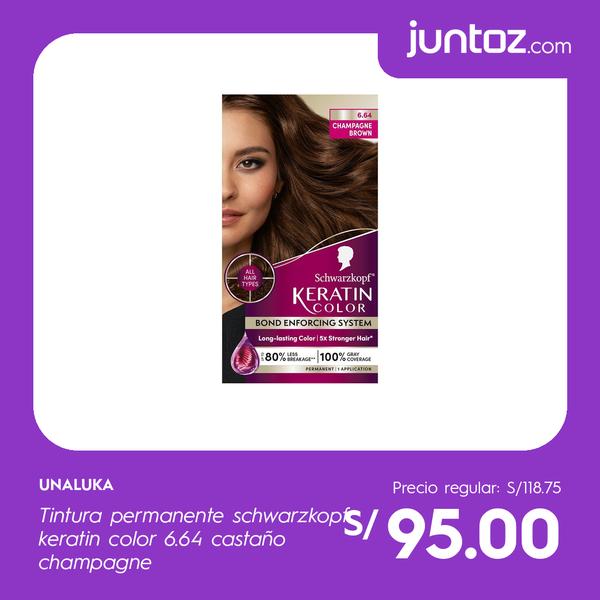 juntoz.com
6.64
CHAMPAGNE
BROWN
ALL
HAIR
TYPES
Schwarzkopf
KERATIN
COLOR
BOND ENFORCING SYSTEM
Long-lasting Color | 5X Stronger Hair*
UP TO 80% LESS BREAKAGE** | 100% GRAY COVERAGE
PERMANENT | 1 APPLICATION
UNALUKA
Tintura permanente schwarzkopf
keratin color 6.64 castaño
champagne
Precio regular: S/118.75
S/ 95.00